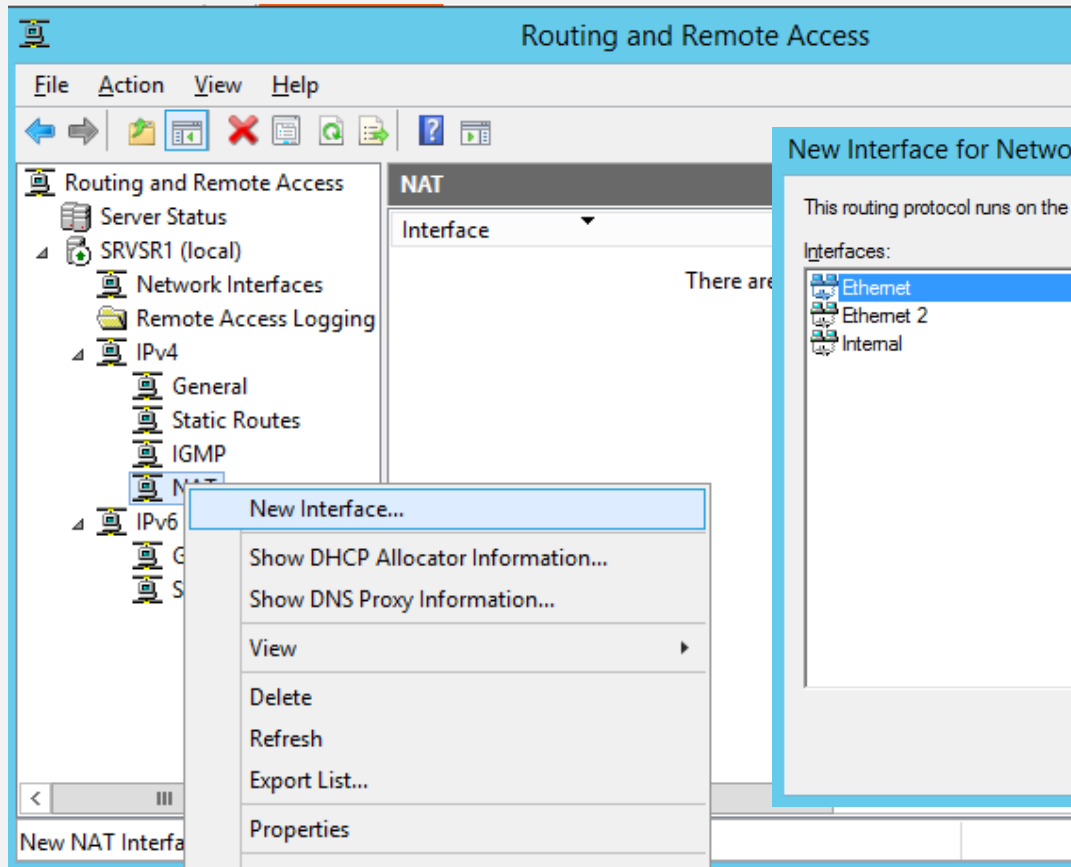 Routing and Remote Access
File Action View Help
Routing and Remote Access
Server Status
SRVSR1 (local)
Network Interfaces
Remote Access Logging
IPv4
General
Static Routes
IGMP
IPv6
NAT
Interface
There are
New Interface...
Show DHCP Allocator Information...
Show DNS Proxy Information...
View
Delete
Refresh
Export List...
Properties
New NAT Interfa
New Interface for Netwo
This routing protocol runs on the
Interfaces:
Ethernet
Ethernet 2
Internal